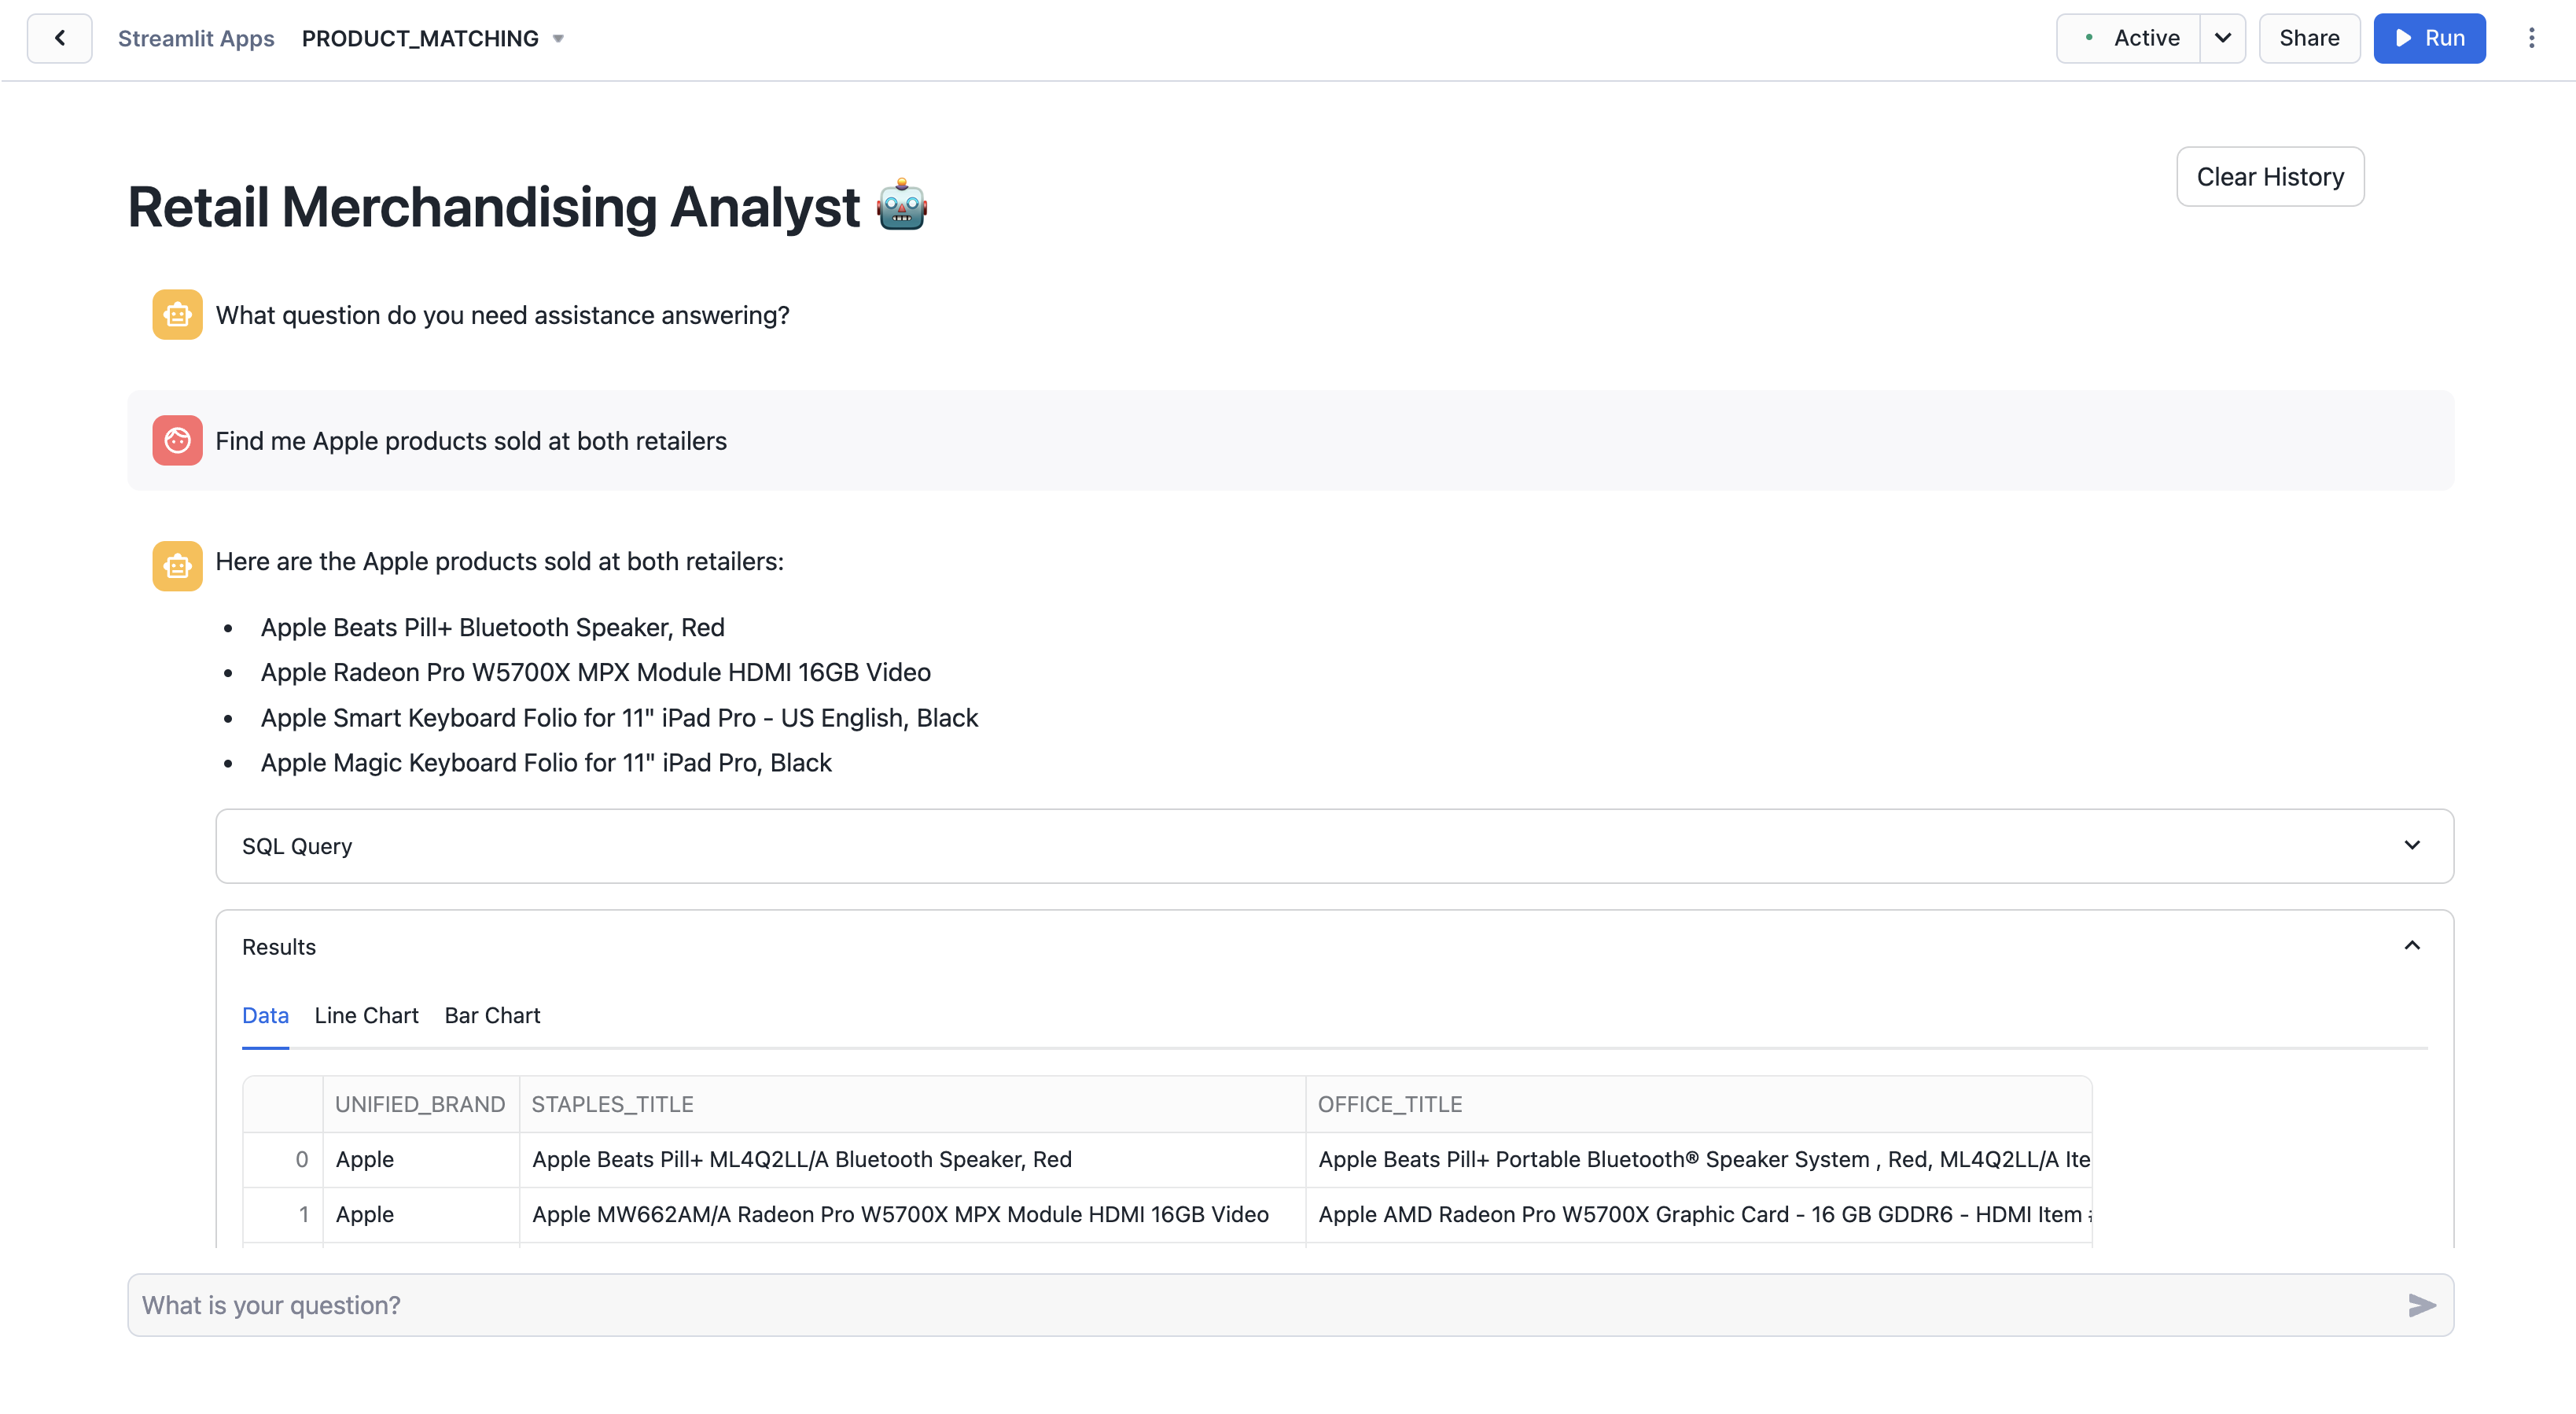 Streamlit Apps PRODUCT_MATCHING
Active
Share
Run
Clear History
Retail Merchandising Analyst
What question do you need assistance answering?
Find me Apple products sold at both retailers
Here are the Apple products sold at both retailers:
Apple Beats Pill+ Bluetooth Speaker, Red
Apple Radeon Pro W5700X MPX Module HDMI 16GB Video
Apple Smart Keyboard Folio for 11" iPad Pro - US English, Black
Apple Magic Keyboard Folio for 11" iPad Pro, Black
SQL Query
Results
Data Line Chart Bar Chart
UNIFIED_BRAND STAPLES_TITLE OFFICE_TITLE
0 Apple Apple Beats Pill+ ML4Q2LL/A Bluetooth Speaker, Red Apple Beats Pill+ Portable Bluetooth® Speaker System , Red, ML4Q2LL/A Ite
1 Apple Apple MW662AM/A Radeon Pro W5700X MPX Module HDMI 16GB Video Apple AMD Radeon Pro W5700X Graphic Card - 16 GB GDDR6 - HDMI Item
What is your question?